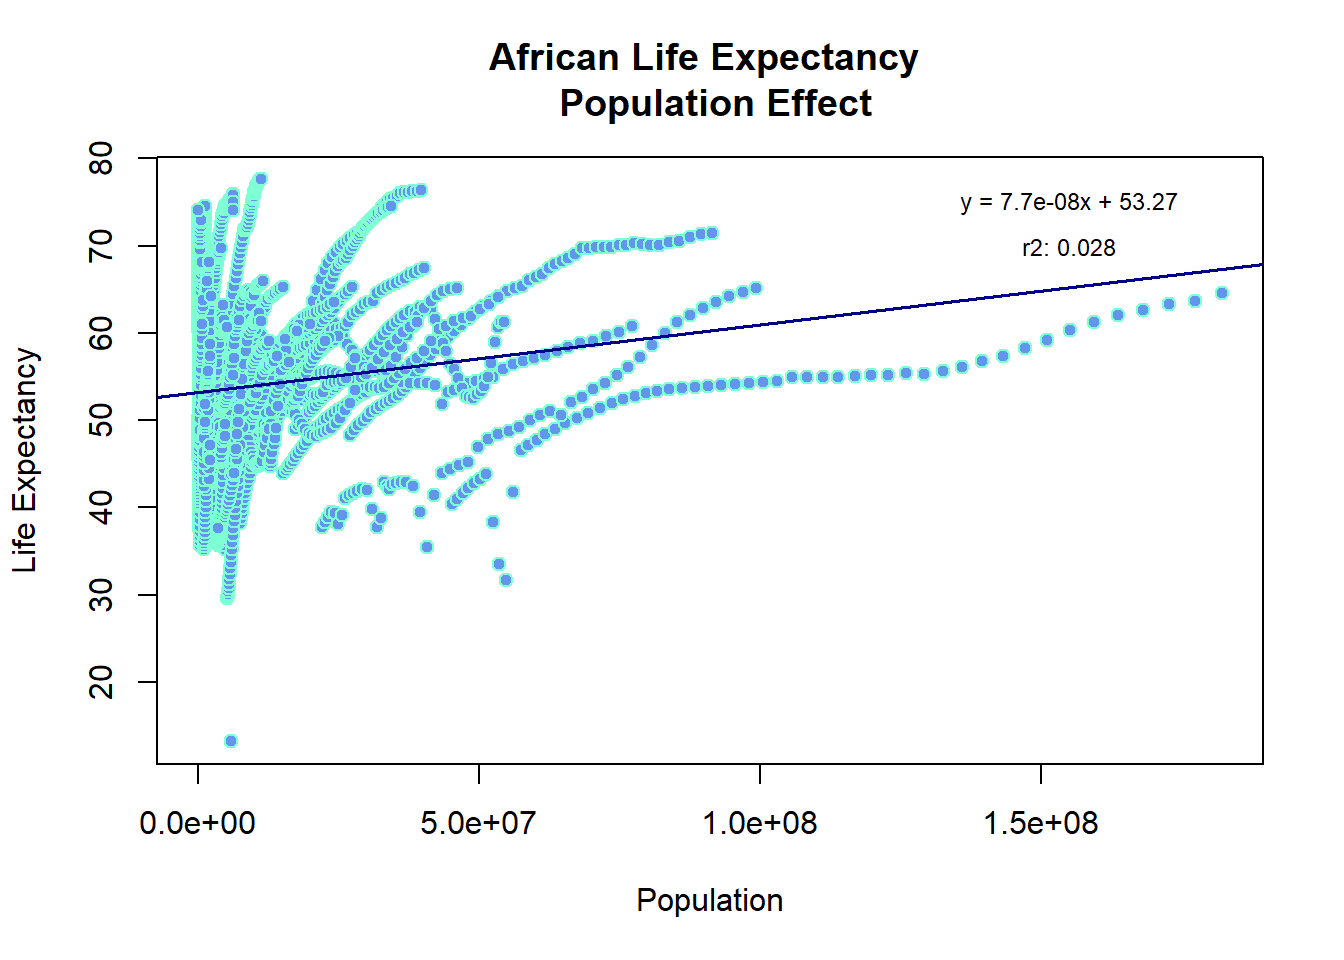 African Life Expectancy
Population Effect
y = 7.7e-08x + 53.27
r2: 0.028
Life Expectancy
80
70
60
50
40
30
20
0.0e+00 5.0e+07 1.0e+08 1.5e+08
Population